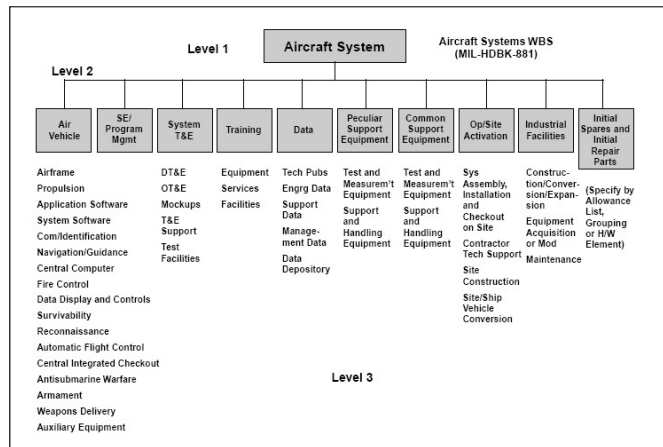 Level 1
Aircraft System
Aircraft Systems WBS
(MIL-HDBK-881)
Level 2
Air
Vehicle
SE/
Program
Mgmt
System
T&E
Training
Data
Peculiar
Support
Equipment
Common
Support
Equipment
Op/Site
Activation
Industrial
Facilities
Initial
Spares and
Initial
Repair
Parts
Airframe
Propulsion
Application Software
System Software
Com/Identification
Navigation/Guidance
Central Computer
Fire Control
Data Display and Controls
Survivability
Reconnaissance
Automatic Flight Control
Central Integrated Checkout
Antisubmarine Warfare
Armament
Weapons Delivery
Auxiliary Equipment
DT&E
OT&E
Mockups
T&E
Support
Test
Facilities
Equipment
Services
Facilities
Tech Pubs
Engrg Data
Support
Data
Manage-
ment Data
Data
Depository
Test and
Measurem't
Equipment
Support
and
Handling
Equipment
Test and
Measurem't
Equipment
Support
and
Handling
Equipment
Sys
Assembly,
Installation
and
Checkout
on Site
Contractor
Tech Support
Site
Construction
Site/Ship
Vehicle
Conversion
Construc-
tion/Conver-
sion/Expan-
sion
Equipment
Acquisition
or Mod
Maintenance
(Specify by
Allowance
List,
Grouping
or H/W
Element)
Level 3